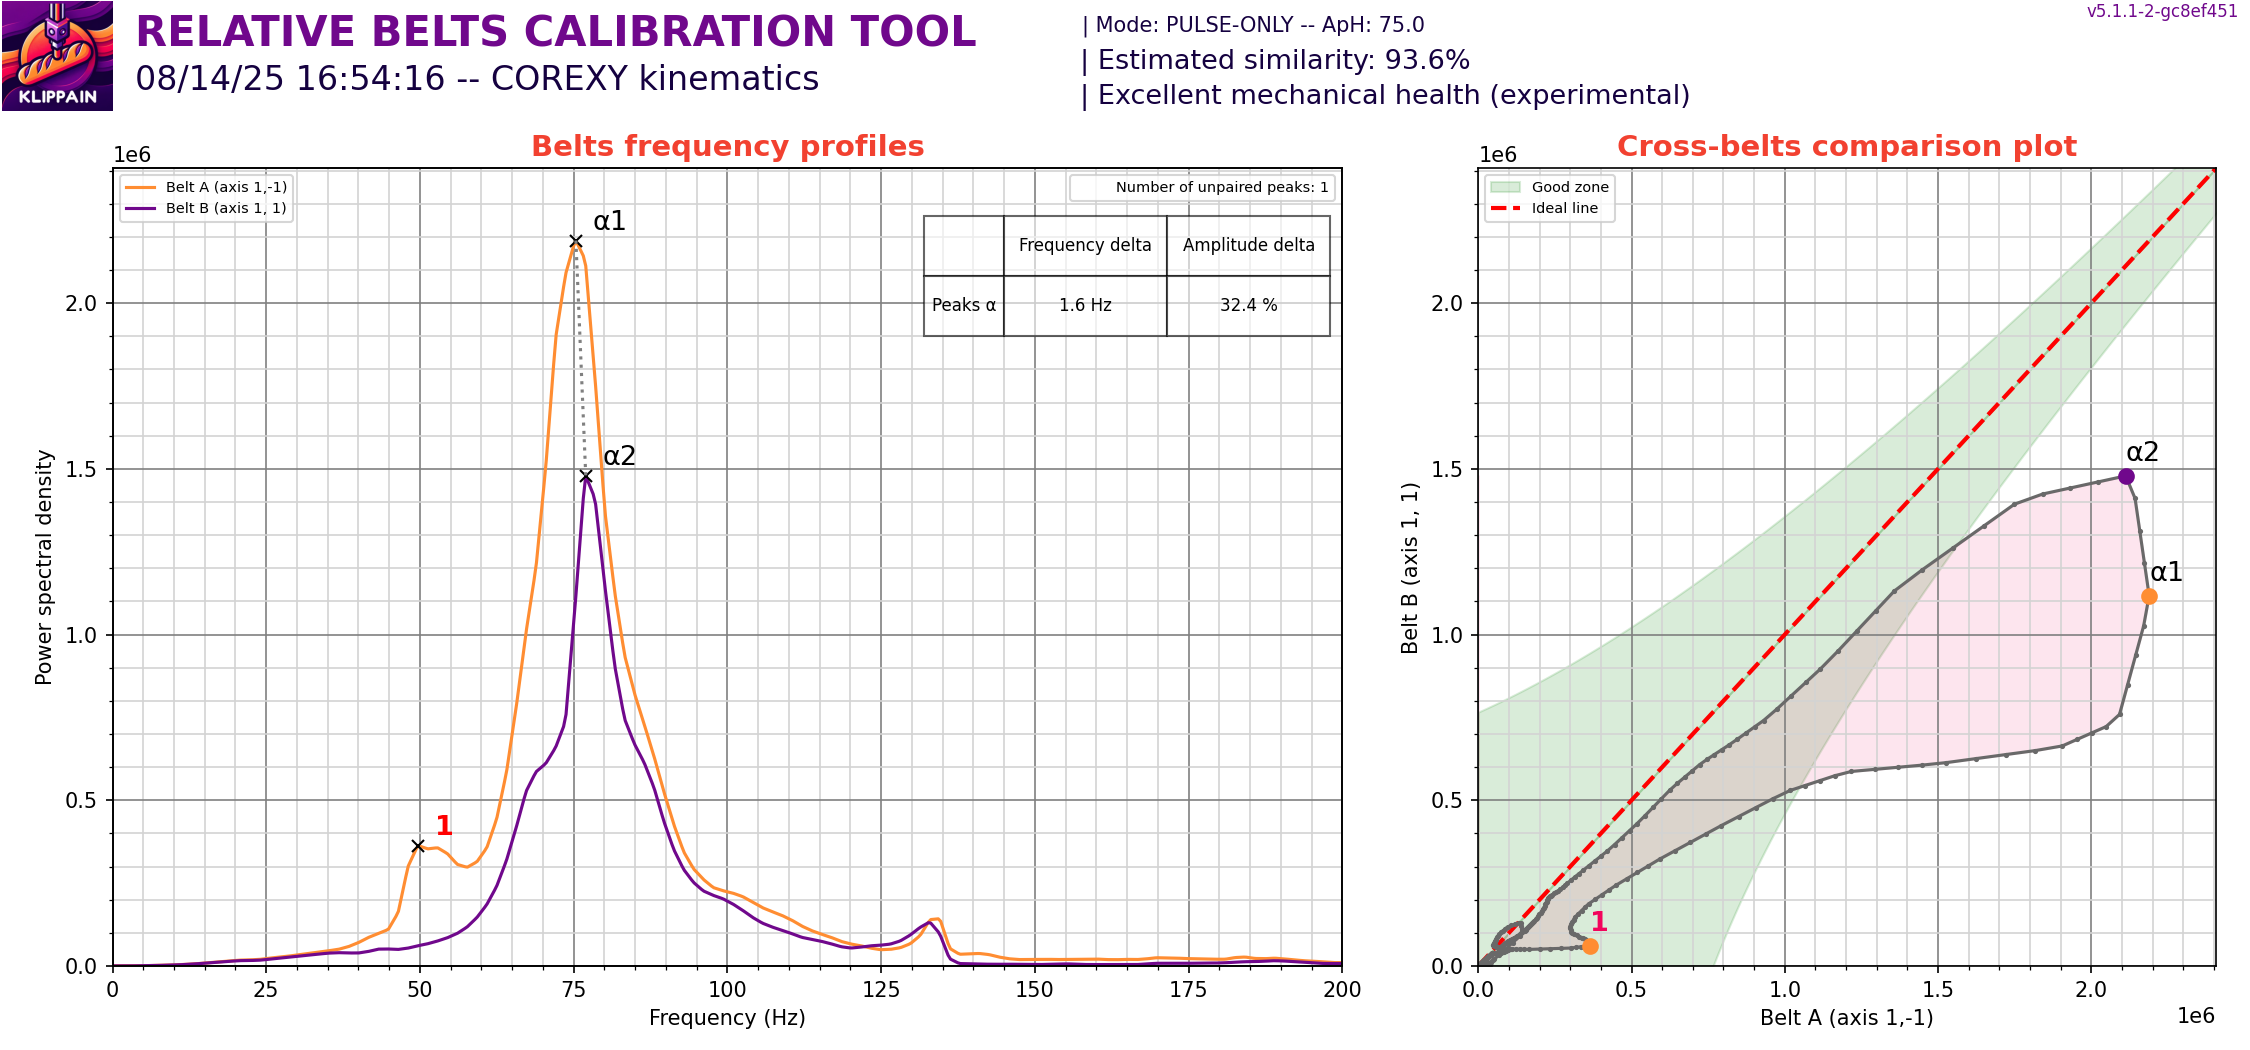 KLIPPAIN
RELATIVE BELTS CALIBRATION TOOL
08/14/25 16:54:16 -- COREXY kinematics
| Mode: PULSE-ONLY -- ApH: 75.0
| Estimated similarity: 93.6%
| Excellent mechanical health (experimental)
v5.1.1-2-gc8ef451
Belts frequency profiles
1e6
Belt A (axis 1,-1)
Belt B (axis 1, 1)
Number of unpaired peaks: 1
Frequency delta Amplitude delta
Peaks α 1.6 Hz 32.4 %
α1
α2
1
2.0
1.5
1.0
0.5
0.0
Power spectral density
0 25 50 75 100 125 150 175 200
Frequency (Hz)
Cross-belts comparison plot
1e6
Good zone
Ideal line
α2
α1
1
2.0
1.5
1.0
0.5
0.0
Belt B (axis 1, 1)
0.0 0.5 1.0 1.5 2.0
Belt A (axis 1,-1)
1e6